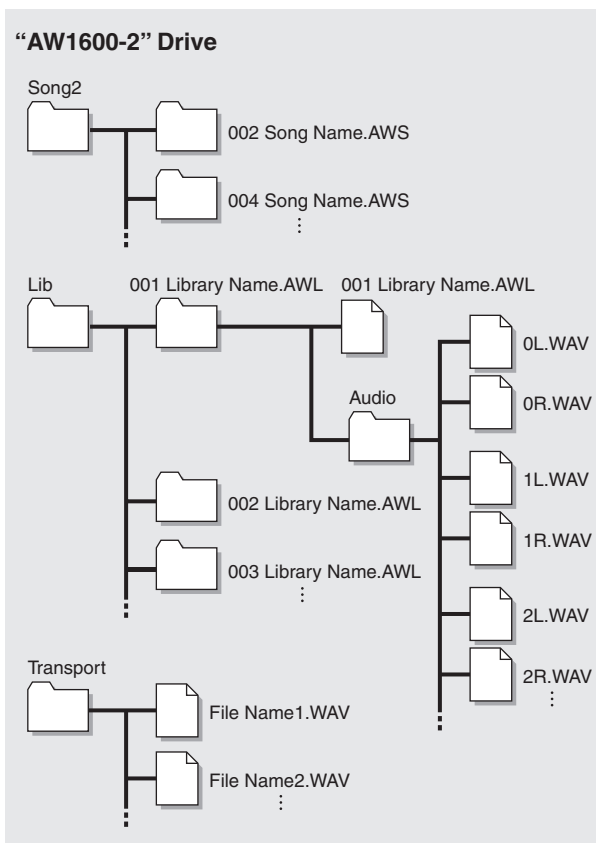 “AW1600-2” Drive
Song2
002 Song Name.AWS
004 Song Name.AWS
Lib
001 Library Name.AWL
001 Library Name.AWL
0L.WAV
Audio
0R.WAV
1L.WAV
002 Library Name.AWL
1R.WAV
003 Library Name.AWL
2L.WAV
Transport
2R.WAV
File Name1.WAV
File Name2.WAV